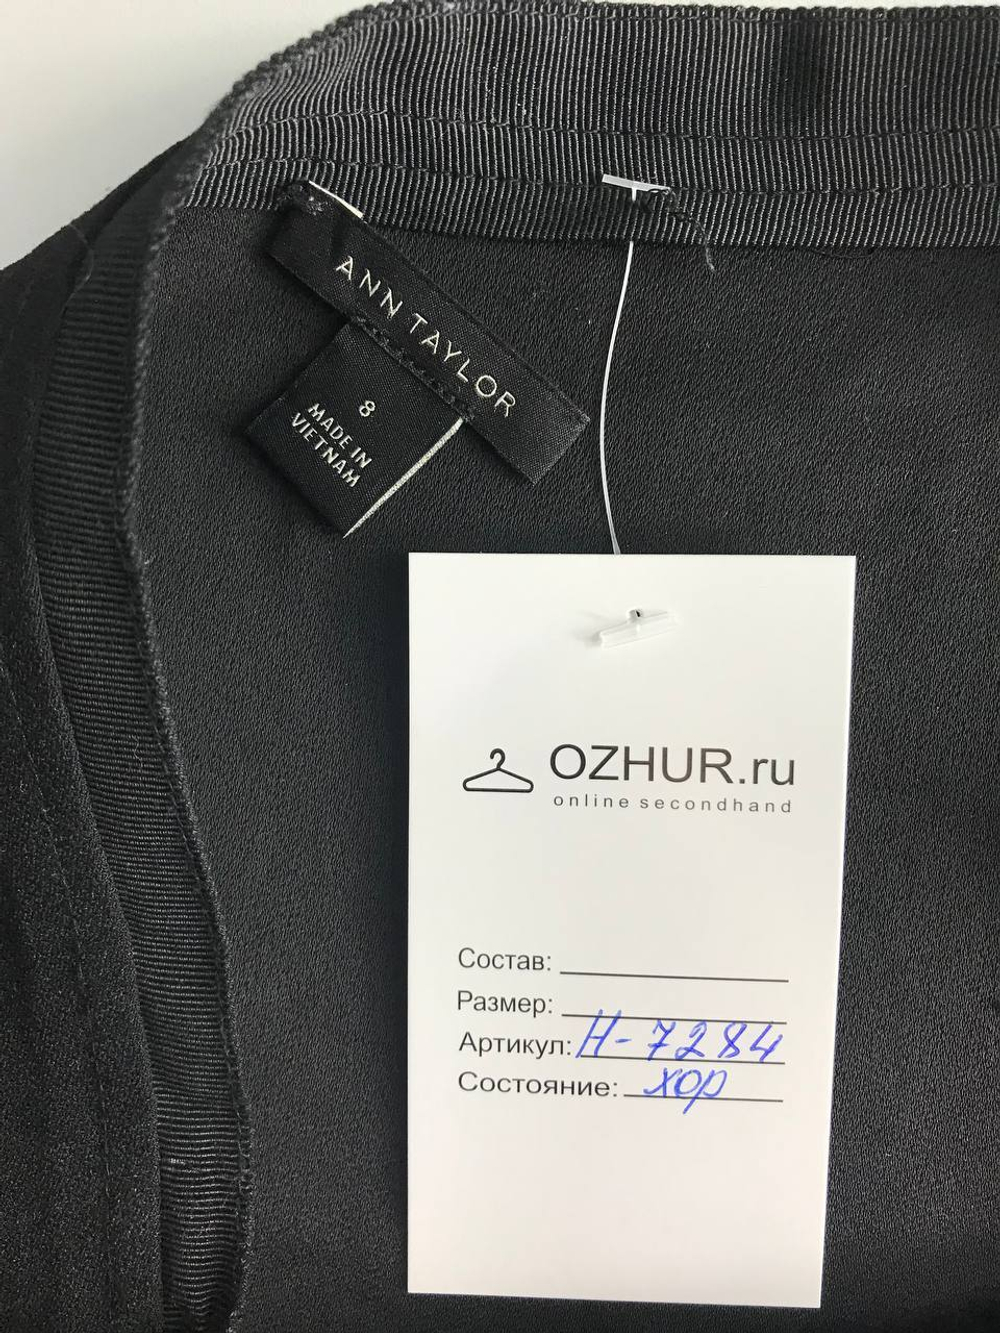 ANN TAYLOR
8
MADE IN
VIETNAM
OZHUR.ru
online secondhand
Состав:
Размер:
Артикул: Н-7284
Состояние: хор